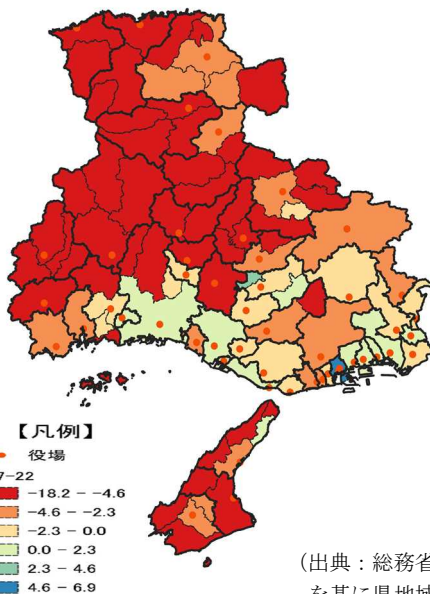 【凡例】
役場
7-22
-18.2 - -4.6
-4.6 - -2.3
-2.3 - 0.0
0.0 - 2.3
2.3 - 4.6
4.6 - 6.9
(出典:総務省
を基に県地域